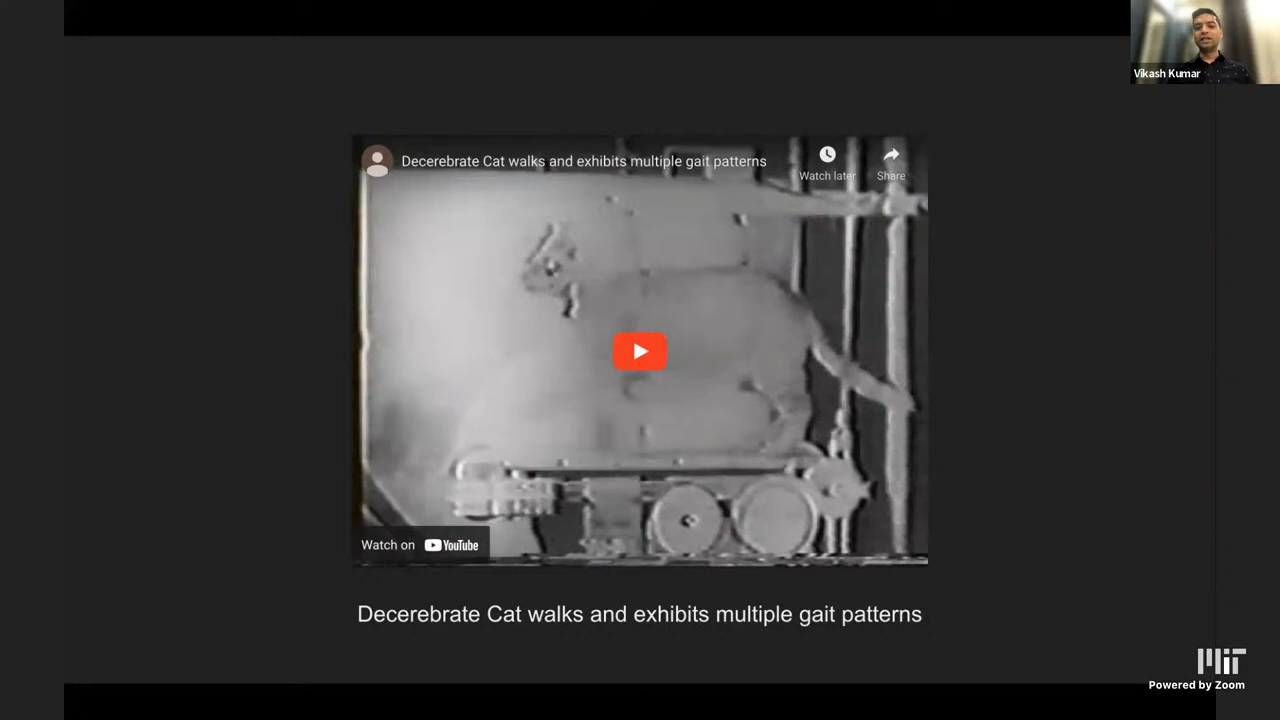 Vikash Kumar
Decerebrate Cat walks and exhibits multiple gait patterns
Watch later
Share
Watch on YouTube
Decerebrate Cat walks and exhibits multiple gait patterns
MIT
Powered by Zoom